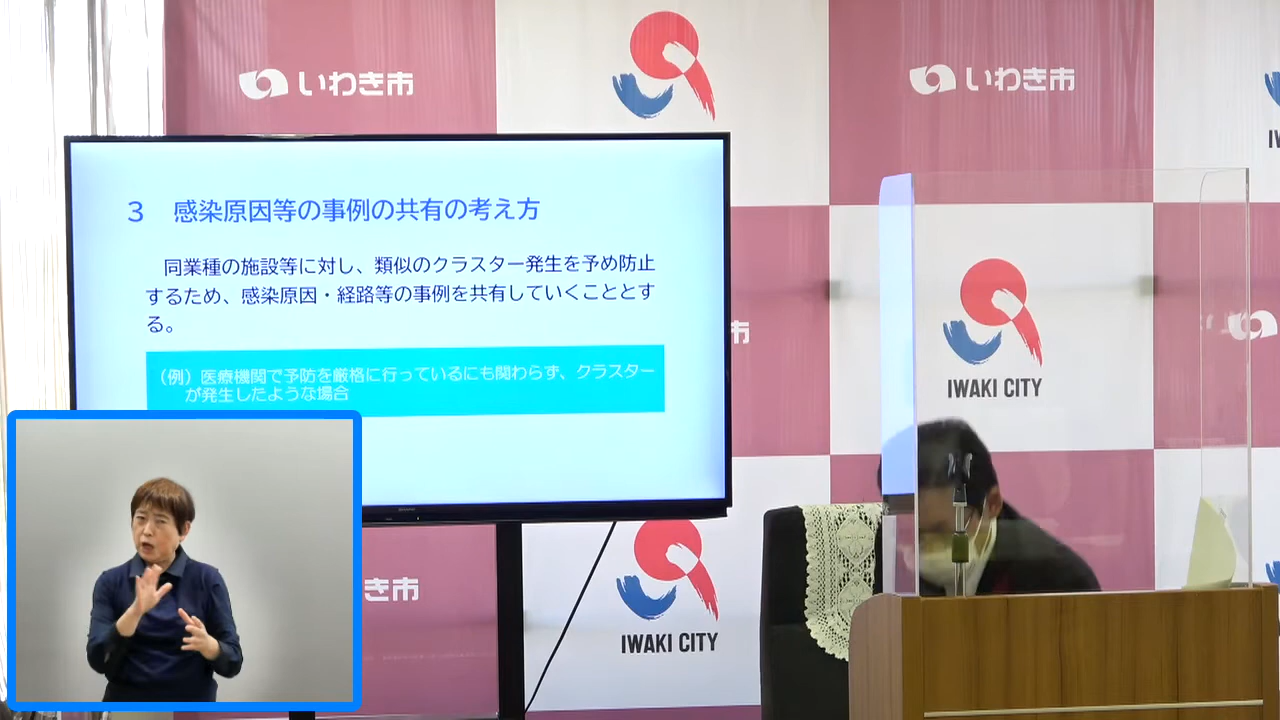 いわき市
いわき市
３　感染原因等の事例の共有の考え方
同業種の施設等に対し、類似のクラスター発生を予め防止
するため、感染原因・経路等の事例を共有していくこととす
る。
（例）医療機関で予防を厳格に行っているにも関わらず、クラスター
が発生したような場合
市
IWAKI CITY
き市
IWAKI CITY